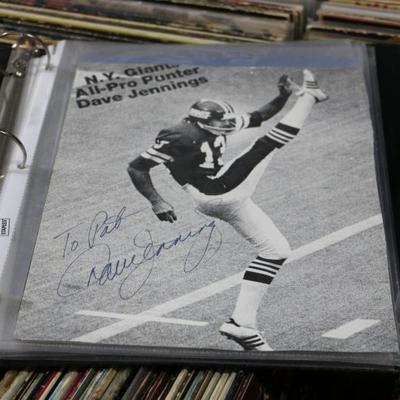 N.Y. Giants
All-Pro Punter
Dave Jennings
13
To Pat
Dave Jennings